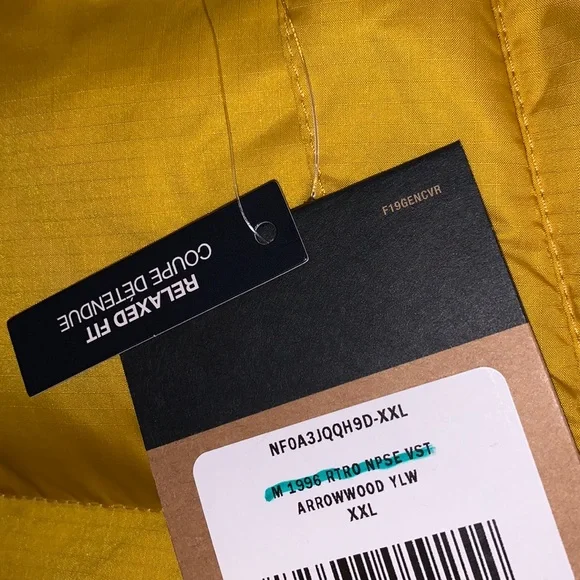 F19GENCVR
RELAXED FIT
COUPE DÉTENDUE
NF0A3JQQH9D-XXL
M 1996 RTRO NPSE VST
ARROWWOOD YLW
XXL